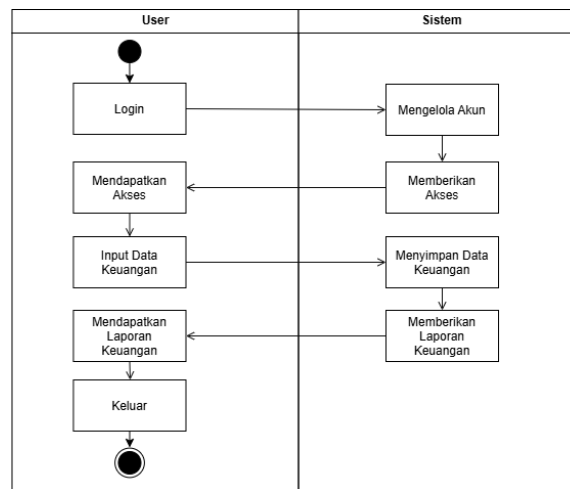 User
Sistem
Login
Mengelola Akun
Mendapatkan
Akses
Memberikan
Akses
Input Data
Keuangan
Menyimpan Data
Keuangan
Mendapatkan
Laporan
Keuangan
Memberikan
Laporan
Keuangan
Keluar